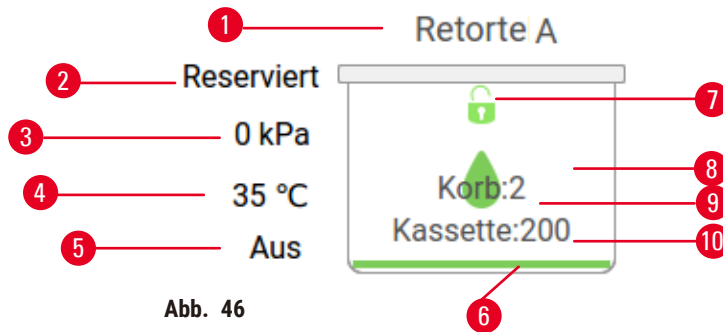 1 Retorte A
2 Reserviert
7
3 0 kPa
8
4 35 °C Korb:2
9
5 Aus Kassette:200 10
Abb. 46
6